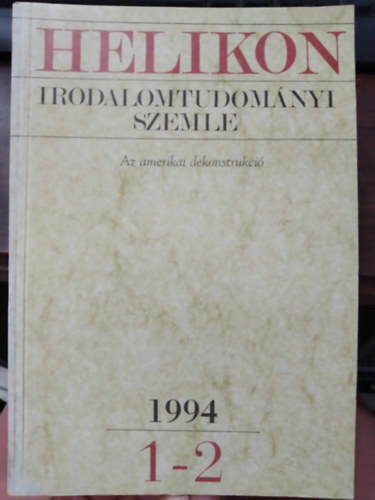 HELIKON
IRODALOMTUDOMÁNYI
SZEMLE
Az amerikai dekonstrukció
1994
1-2